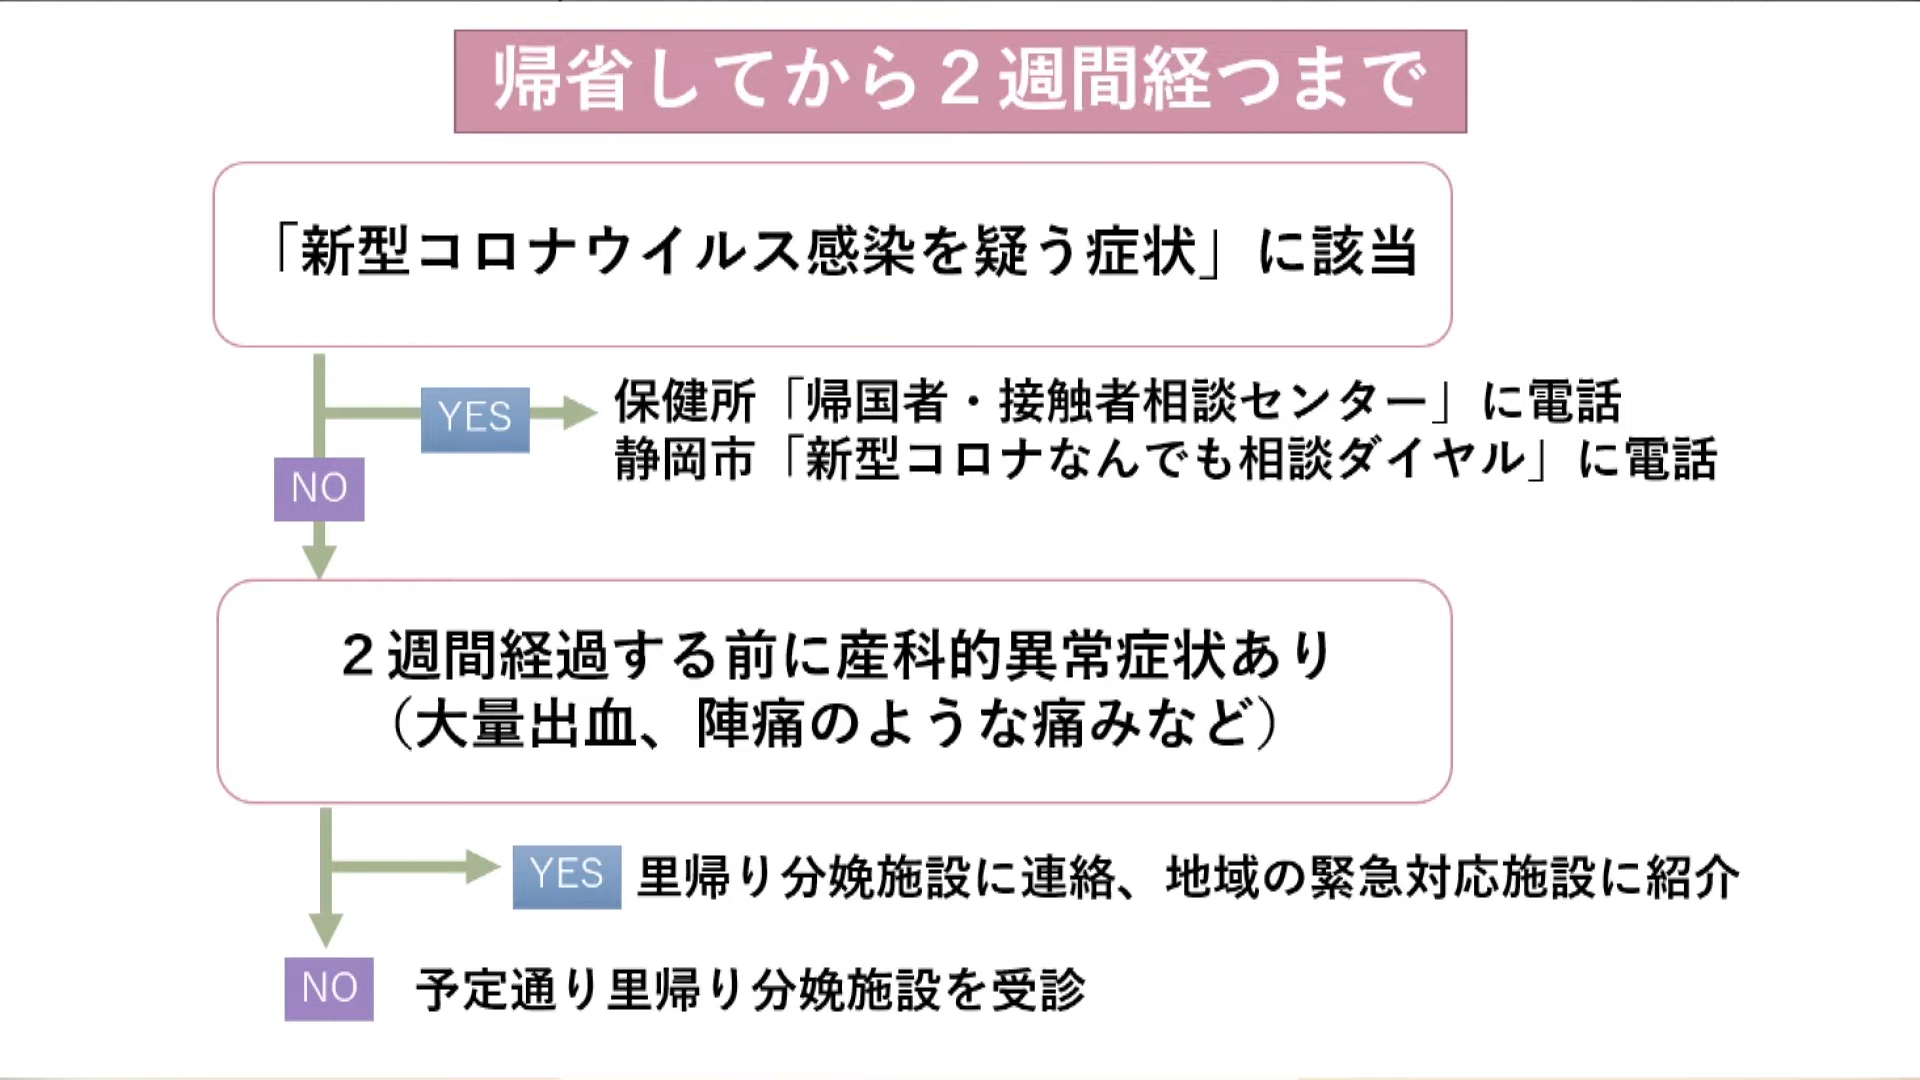 帰省してから２週間経つまで
「新型コロナウイルス感染を疑う症状」に該当
YES
保健所「帰国者・接触者相談センター」に電話
静岡市「新型コロナなんでも相談ダイヤル」に電話
NO
２週間経過する前に産科的異常症状あり
（大量出血、陣痛のような痛みなど）
YES
里帰り分娩施設に連絡、地域の緊急対応施設に紹介
NO
予定通り里帰り分娩施設を受診